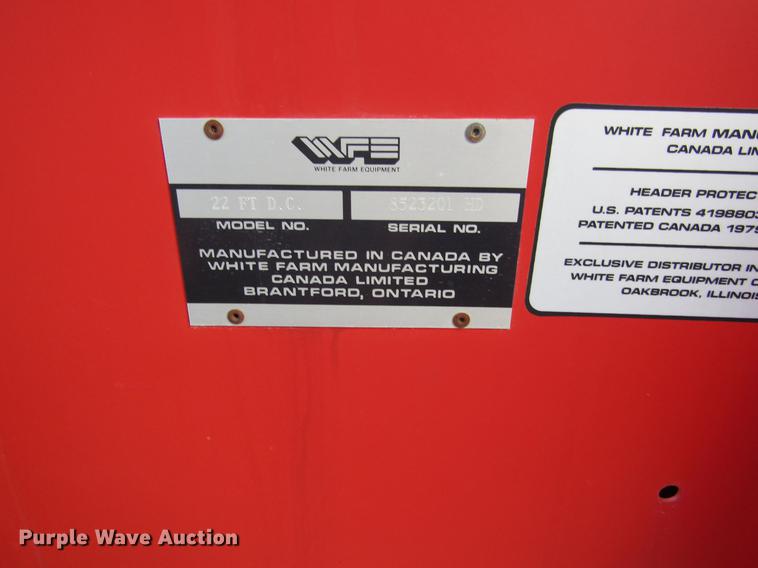 WFE
WHITE FARM EQUIPMENT
22 FT D.C.
8523201 HD
MODEL NO.
SERIAL NO.
MANUFACTURED IN CANADA BY
WHITE FARM MANUFACTURING
CANADA LIMITED
BRANTFORD, ONTARIO
WHITE FARM MAN
CANADA LIM
HEADER PROTEC
U.S. PATENTS 4198803
PATENTED CANADA 1979
EXCLUSIVE DISTRIBUTOR IN
WHITE FARM EQUIPMENT C
OAKBROOK, ILLINOIS
Purple Wave Auction